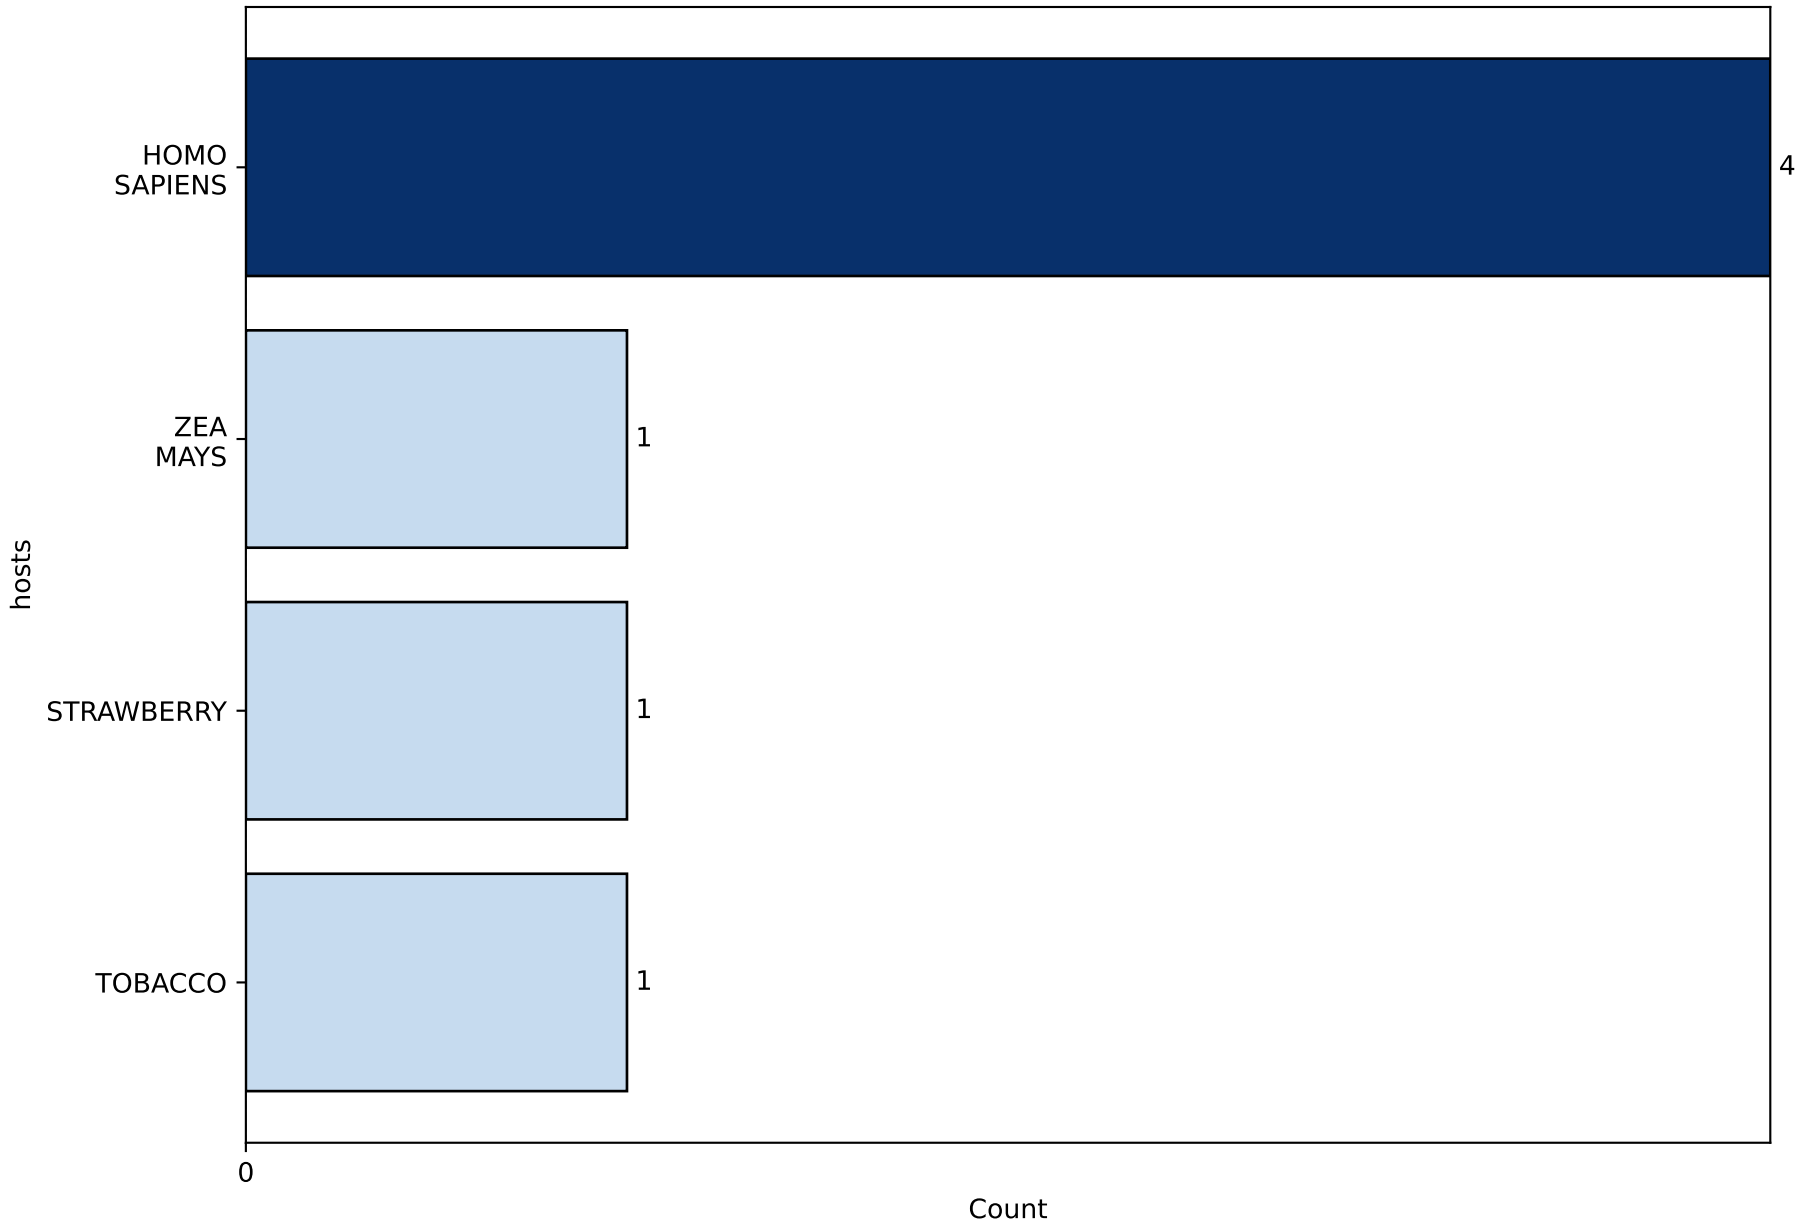 HOMO
SAPIENS
4
ZEA
MAYS
1
hosts
STRAWBERRY
1
TOBACCO
1
0
Count